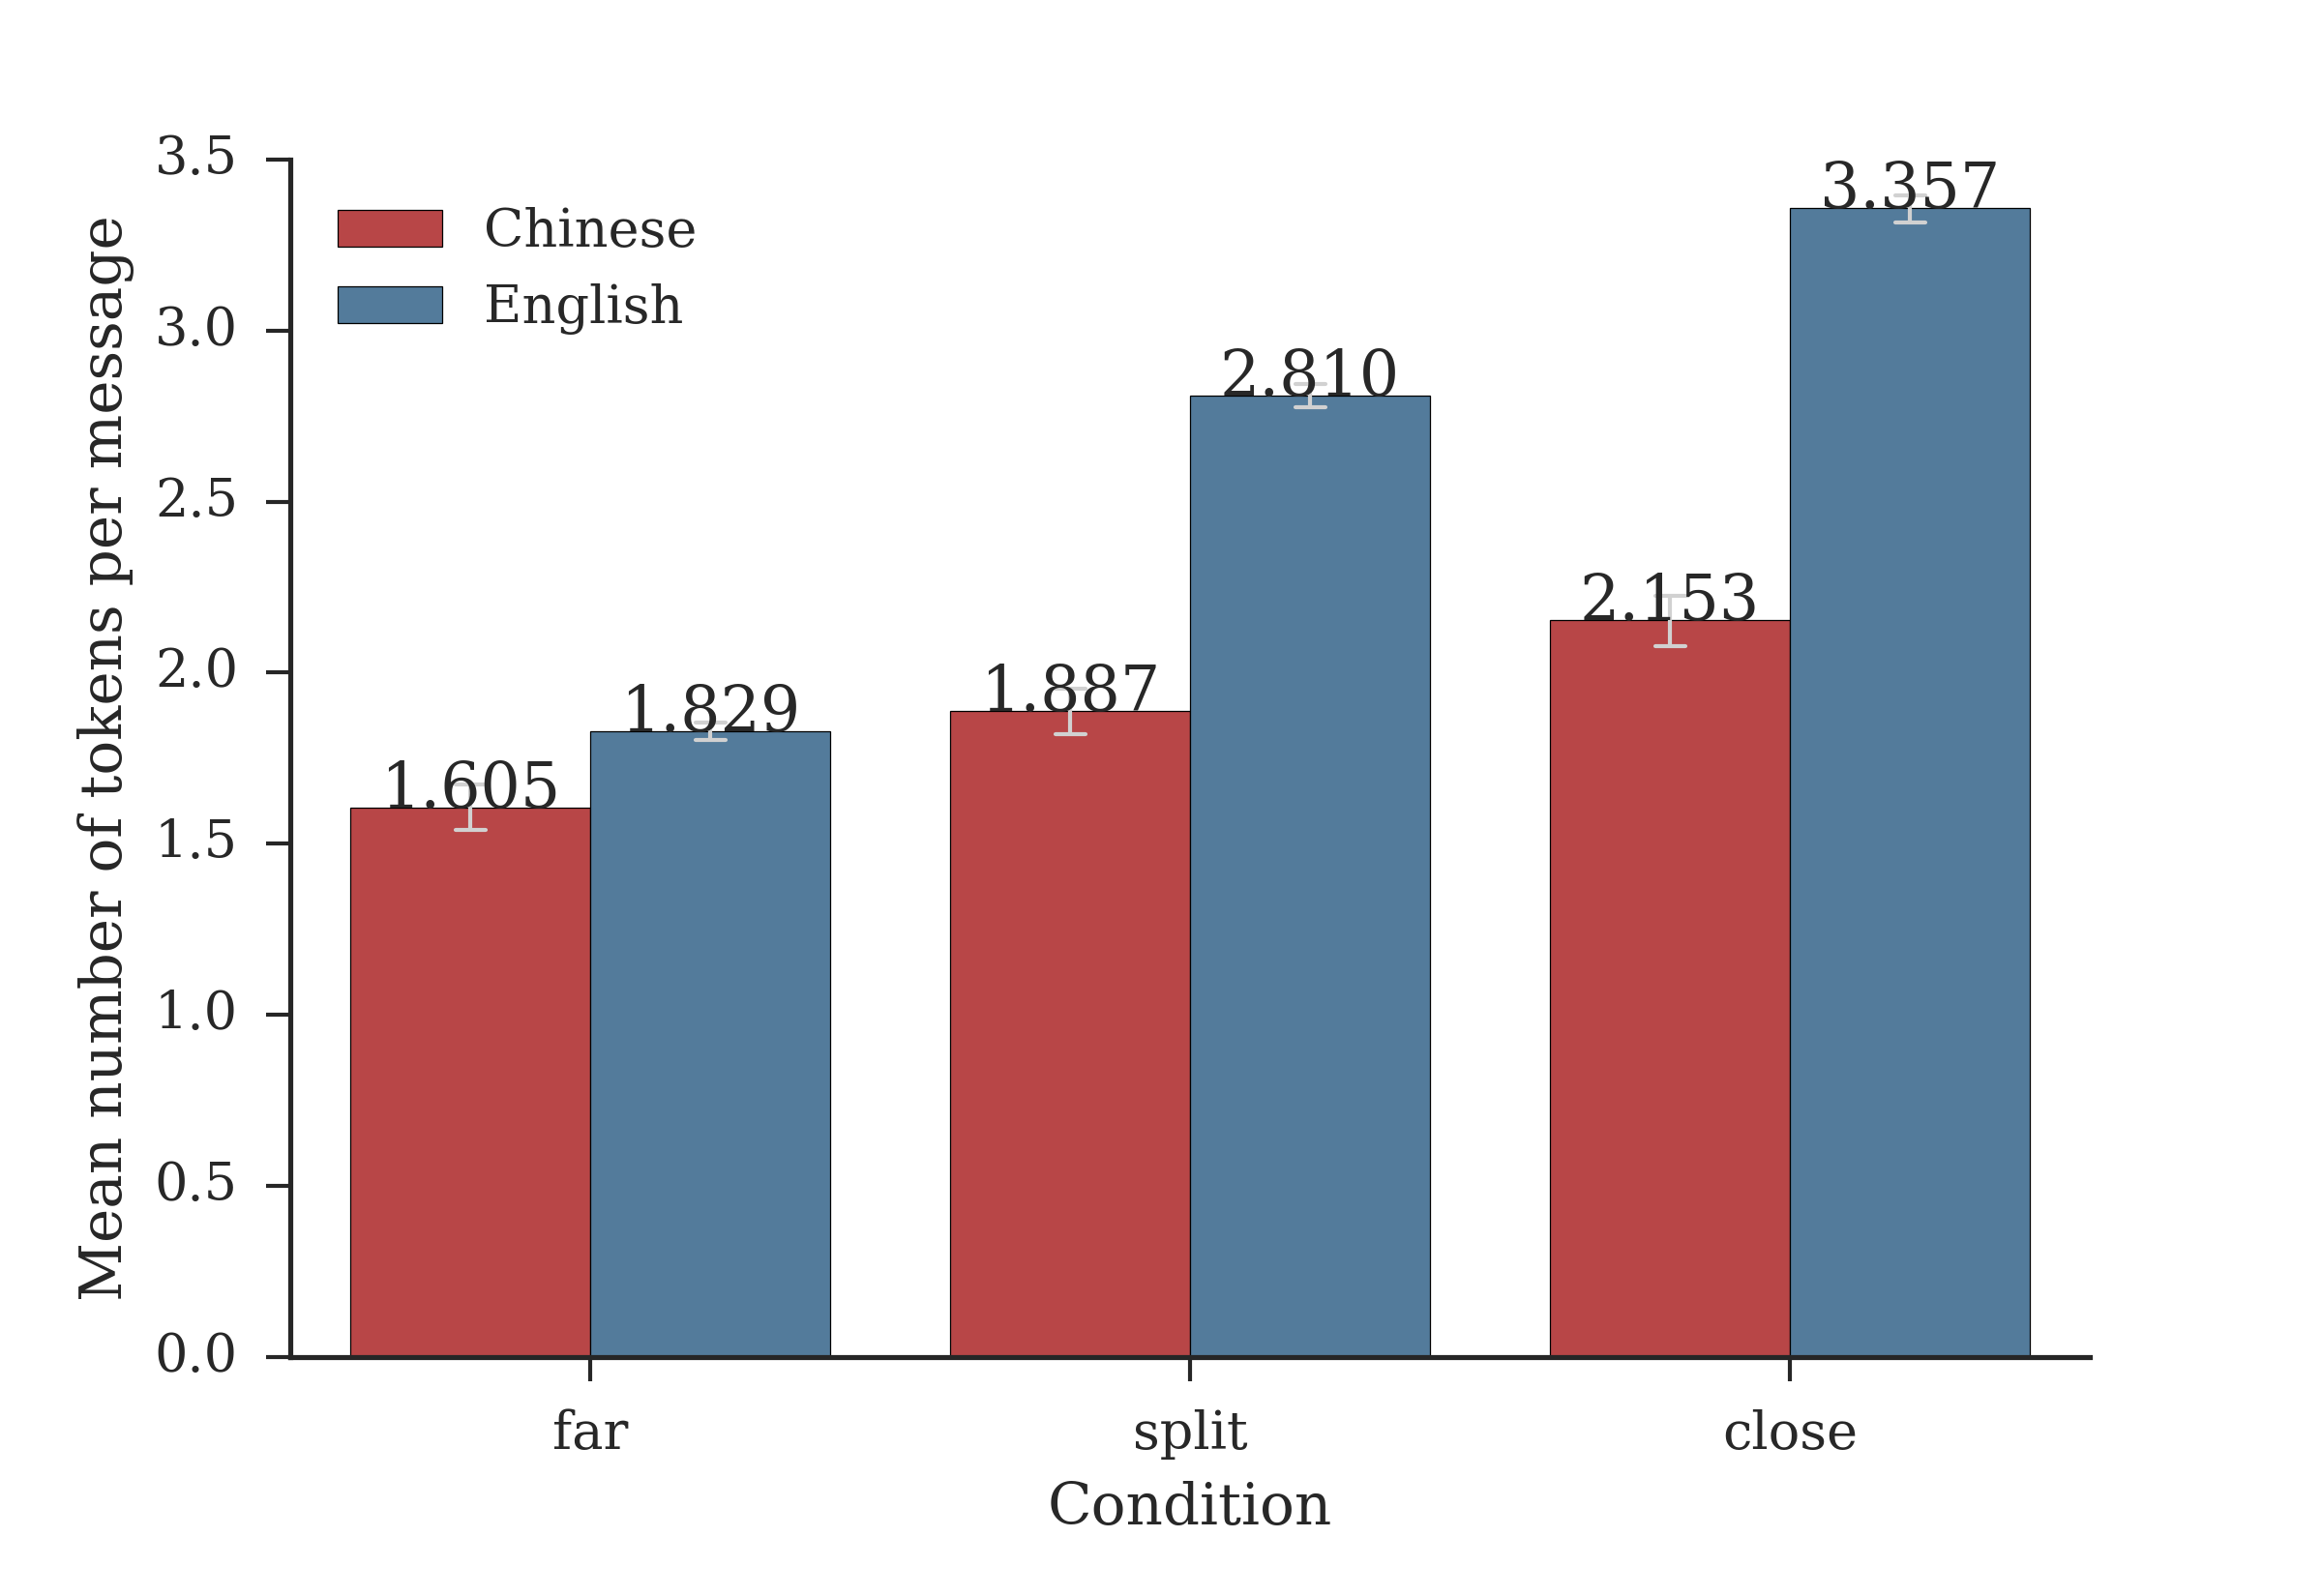 Mean number of tokens per message
3.5
3.0
2.5
2.0
1.5
1.0
0.5
0.0
Chinese
English
1.605
1.829
1.887
2.810
2.153
3.357
far
split
close
Condition